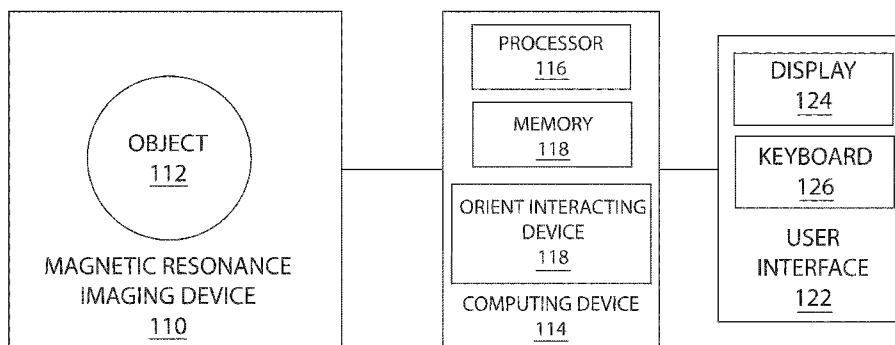 OBJECT
112
MAGNETIC RESONANCE
IMAGING DEVICE
110
PROCESSOR
116
MEMORY
118
ORIENT INTERACTING
DEVICE
118
COMPUTING DEVICE
114
DISPLAY
124
KEYBOARD
126
USER
INTERFACE
122